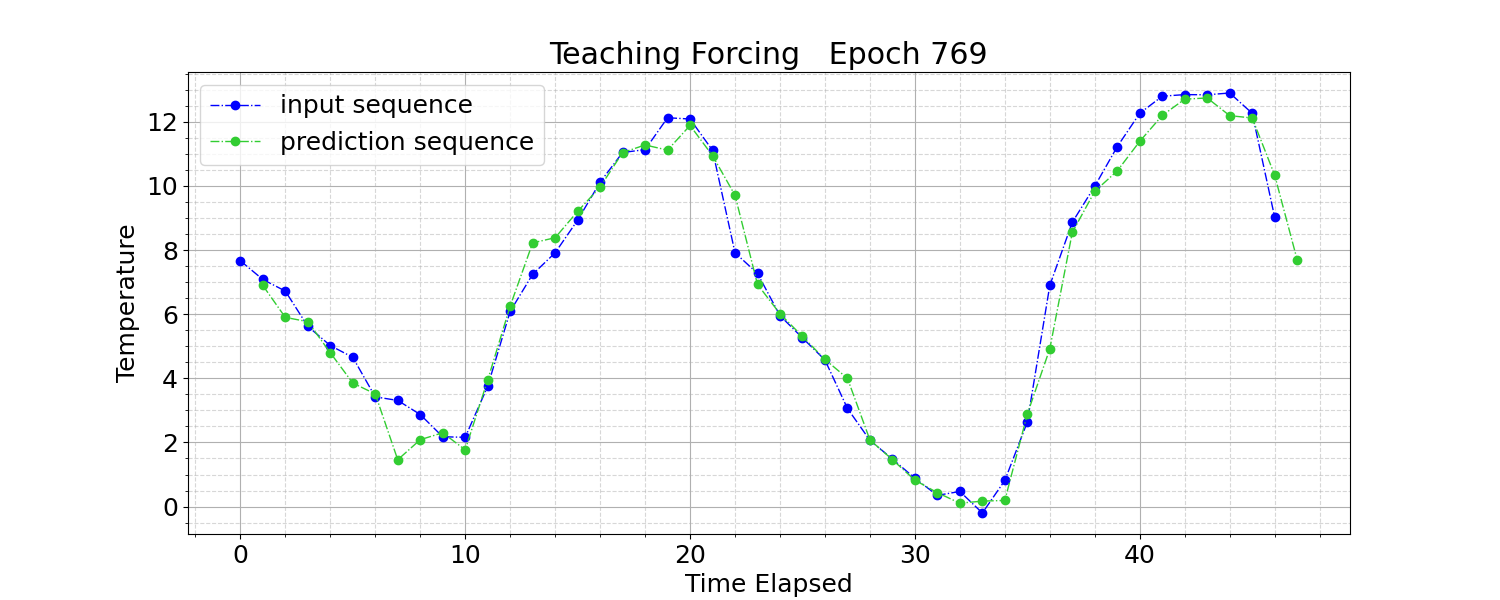 Teaching Forcing   Epoch 769
input sequence
prediction sequence
Temperature
12
10
8
6
4
2
0
0 10 20 30 40
Time Elapsed